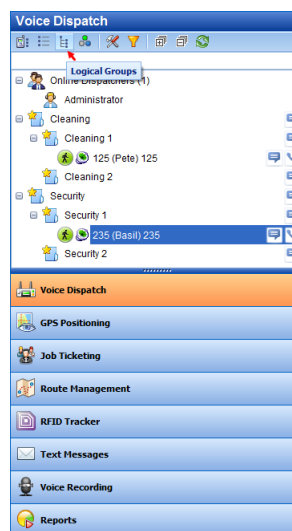 Voice Dispatch
Logical Groups
Online Dispatchers (1)
Administrator
Cleaning
Cleaning 1
125 (Pete) 125
Cleaning 2
Security
Security 1
235 (Basil) 235
Security 2
Voice Dispatch
GPS Positioning
Job Ticketing
Route Management
RFID Tracker
Text Messages
Voice Recording
Reports